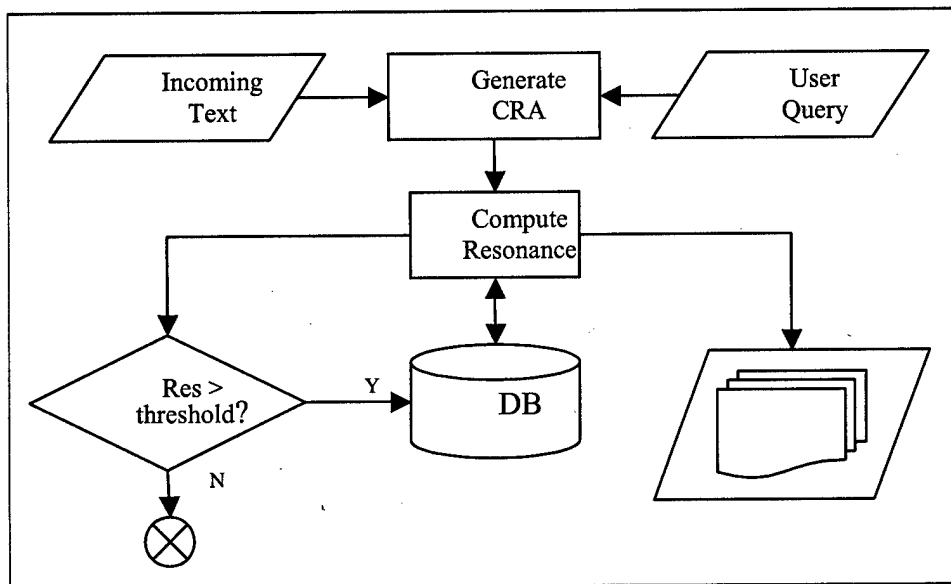 Incoming
Text
Generate
CRA
User
Query
Compute
Resonance
Res >
threshold?
Y
DB
N